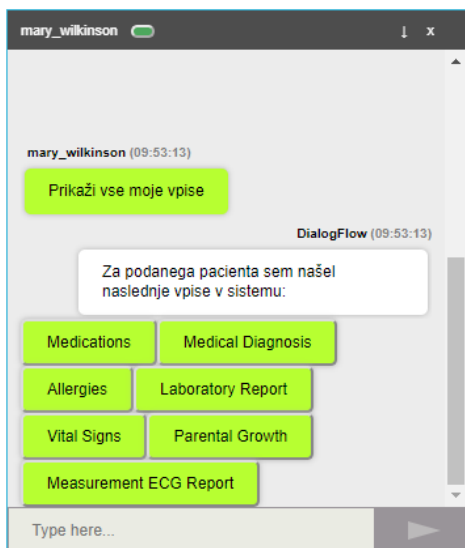 mary_wilkinson
x
mary_wilkinson (09:53:13)
Prikaži vse moje vpise
DialogFlow (09:53:13)
Za podanega pacienta sem našel
naslednje vpise v sistemu:
Medications
Medical Diagnosis
Allergies
Laboratory Report
Vital Signs
Parental Growth
Measurement ECG Report
Type here...